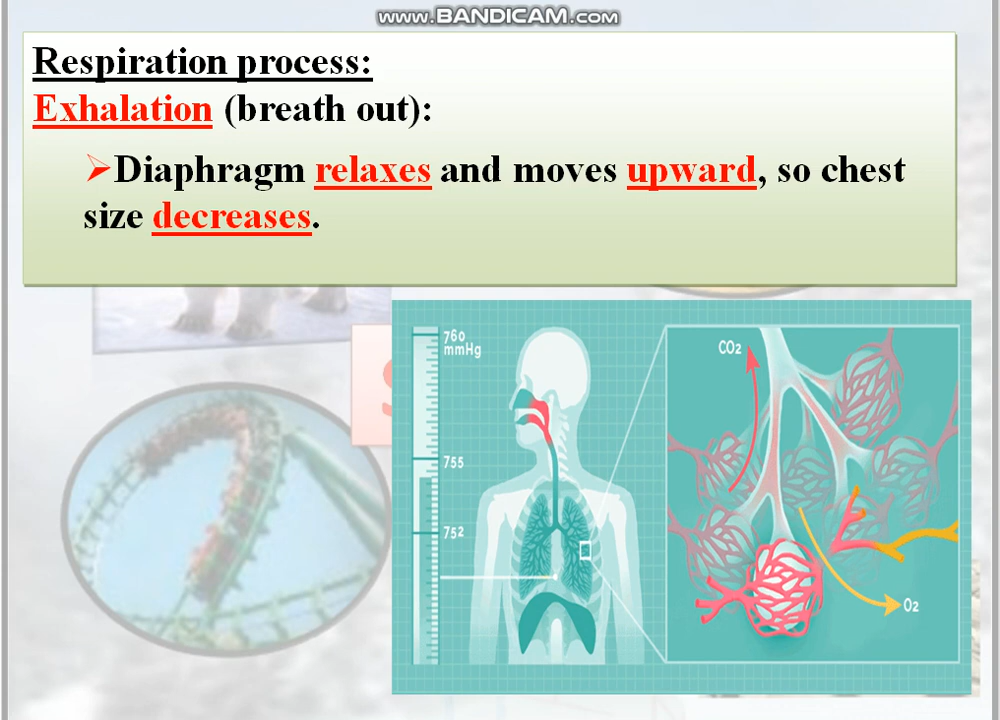 www.BANDICAM.com
Respiration process:
Exhalation (breath out):
➢Diaphragm relaxes and moves upward, so chest
size decreases.
760
mmHg
CO2
755
752
O2